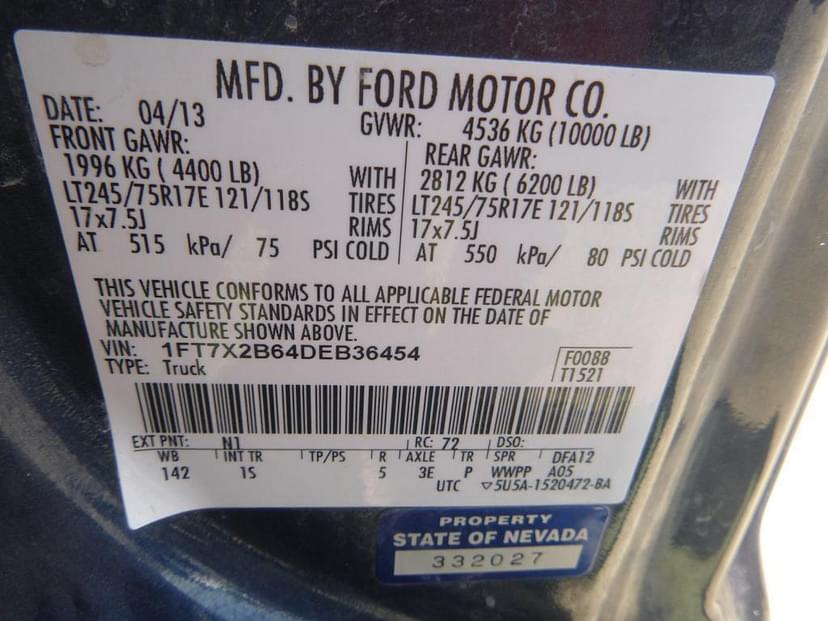 MFD. BY FORD MOTOR CO.
DATE: 04/13
GVWR: 4536 KG (10000 LB)
FRONT GAWR:
1996 KG ( 4400 LB) WITH
LT245/75R17E 121/118S TIRES
17x7.5J RIMS
AT 515 kPa/ 75 PSI COLD
REAR GAWR:
2812 KG ( 6200 LB) WITH
LT245/75R17E 121/118S TIRES
17x7.5J RIMS
AT 550 kPa/ 80 PSI COLD
THIS VEHICLE CONFORMS TO ALL APPLICABLE FEDERAL MOTOR
VEHICLE SAFETY STANDARDS IN EFFECT ON THE DATE OF
MANUFACTURE SHOWN ABOVE.
VIN: 1FT7X2B64DEB36454
TYPE: Truck
F0088
T1521
EXT PNT: N1 RC: 72 DSO:
WB INT TR TP/PS R AXLE TR SPR DFA12
142 1S 5 3E P WWPP A05
UTC ▽5U5A-1520472-BA
PROPERTY
STATE OF NEVADA
332027